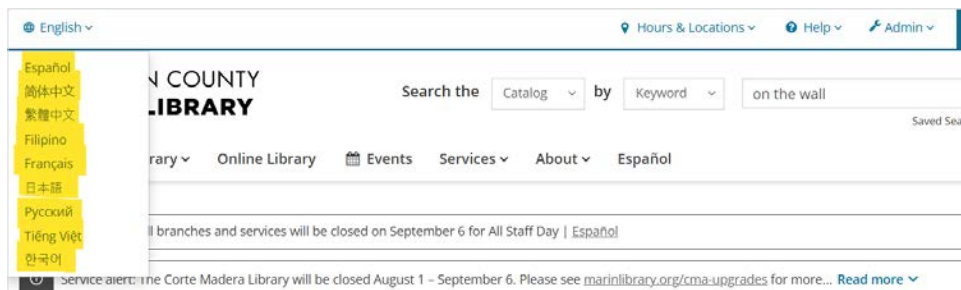 English
Hours & Locations
Help
Admin
Español
简体中文
繁體中文
Filipino
Français
日本語
Русский
Tiếng Việt
한국어
N COUNTY
LIBRARY
Search the Catalog by Keyword on the wall
Saved Sea
rary Online Library Events Services About Español
ll branches and services will be closed on September 6 for All Staff Day | Español
Service alert: The Corte Madera Library will be closed August 1 – September 6. Please see marinlibrary.org/cma-upgrades for more... Read more